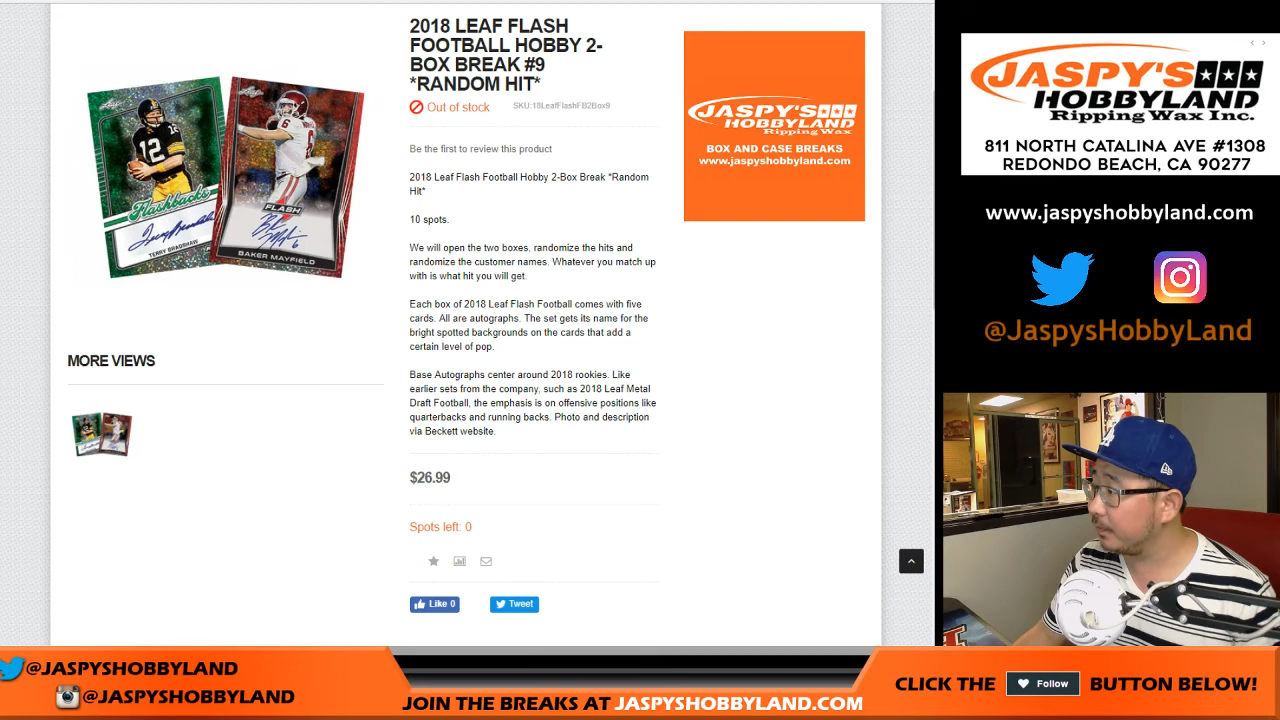 2018 LEAF FLASH
FOOTBALL HOBBY 2-
BOX BREAK #9
*RANDOM HIT*
Out of stock
SKU:18LeafFlashFB2Box9
Be the first to review this product
2018 Leaf Flash Football Hobby 2-Box Break *Random
Hit*
10 spots.
We will open the two boxes, randomize the hits and
randomize the customer names. Whatever you match up
with is what hit you will get.
Each box of 2018 Leaf Flash Football comes with five
cards. All are autographs. The set gets its name for the
bright spotted backgrounds on the cards that add a
certain level of pop.
Base Autographs center around 2018 rookies. Like
earlier sets from the company, such as 2018 Leaf Metal
Draft Football, the emphasis is on offensive positions like
quarterbacks and running backs. Photo and description
via Beckett website.
$26.99
Spots left: 0
Like 0
Tweet
Leaf
12
Flashbacks
TERRY BRADSHAW
Leaf
6
FLASH
BAKER MAYFIELD
MORE VIEWS
JASPY'S
HOBBYLAND
Ripping Wax Inc.
BOX AND CASE BREAKS
www.jaspyshobbyland.com
JASPY'S
HOBBYLAND
Ripping Wax Inc.
811 NORTH CATALINA AVE #1308
REDONDO BEACH, CA 90277
www.jaspyshobbyland.com
@JaspysHobbyLand
@JASPYSHOBBYLAND
@JASPYSHOBBYLAND
JOIN THE BREAKS AT JASPYSHOBBYLAND.COM
CLICK THE Follow BUTTON BELOW!